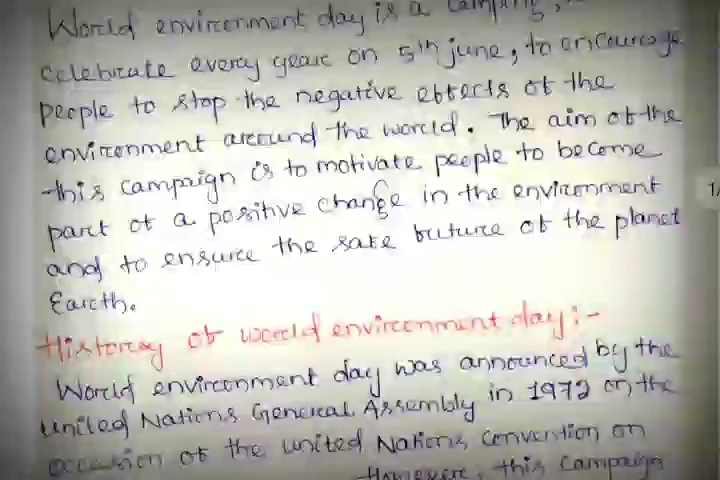 World environment day is a campaing,
celebrate every year on 5th june, to encourage
people to stop the negative effects of the
environment around the world. The aim of the
this campaign is to motivate people to become
part of a positive change in the environment
and to ensure the safe future of the planet
Earth.
History of world environment day:-
World environment day was announced by the
united Nations General Assembly in 1972 on the
occasion of the united Nations convention on
However, this campaign
1/